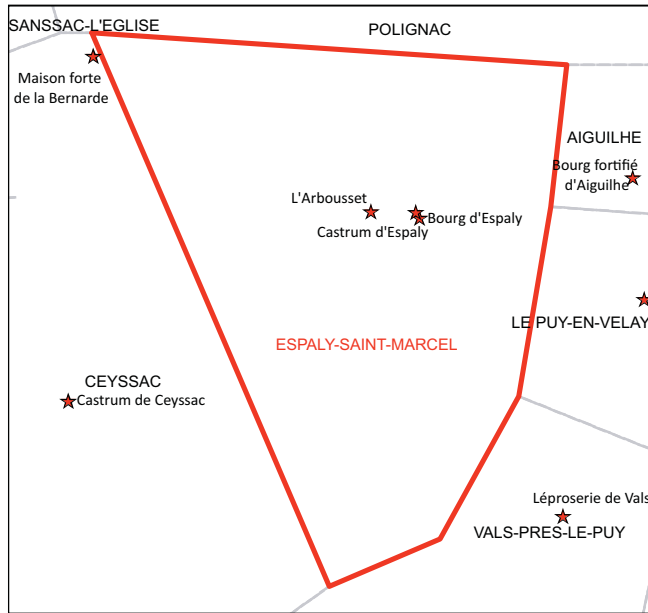 SANSSAC-L'EGLISE
POLIGNAC
Maison forte
de la Bernarde
AIGUILHE
Bourg fortifié
d'Aiguilhe
L'Arbousset
Bourg d'Espaly
Castrum d'Espaly
LE PUY-EN-VELAY
ESPALY-SAINT-MARCEL
CEYSSAC
Castrum de Ceyssac
Léproserie de Vals
VALS-PRES-LE-PUY